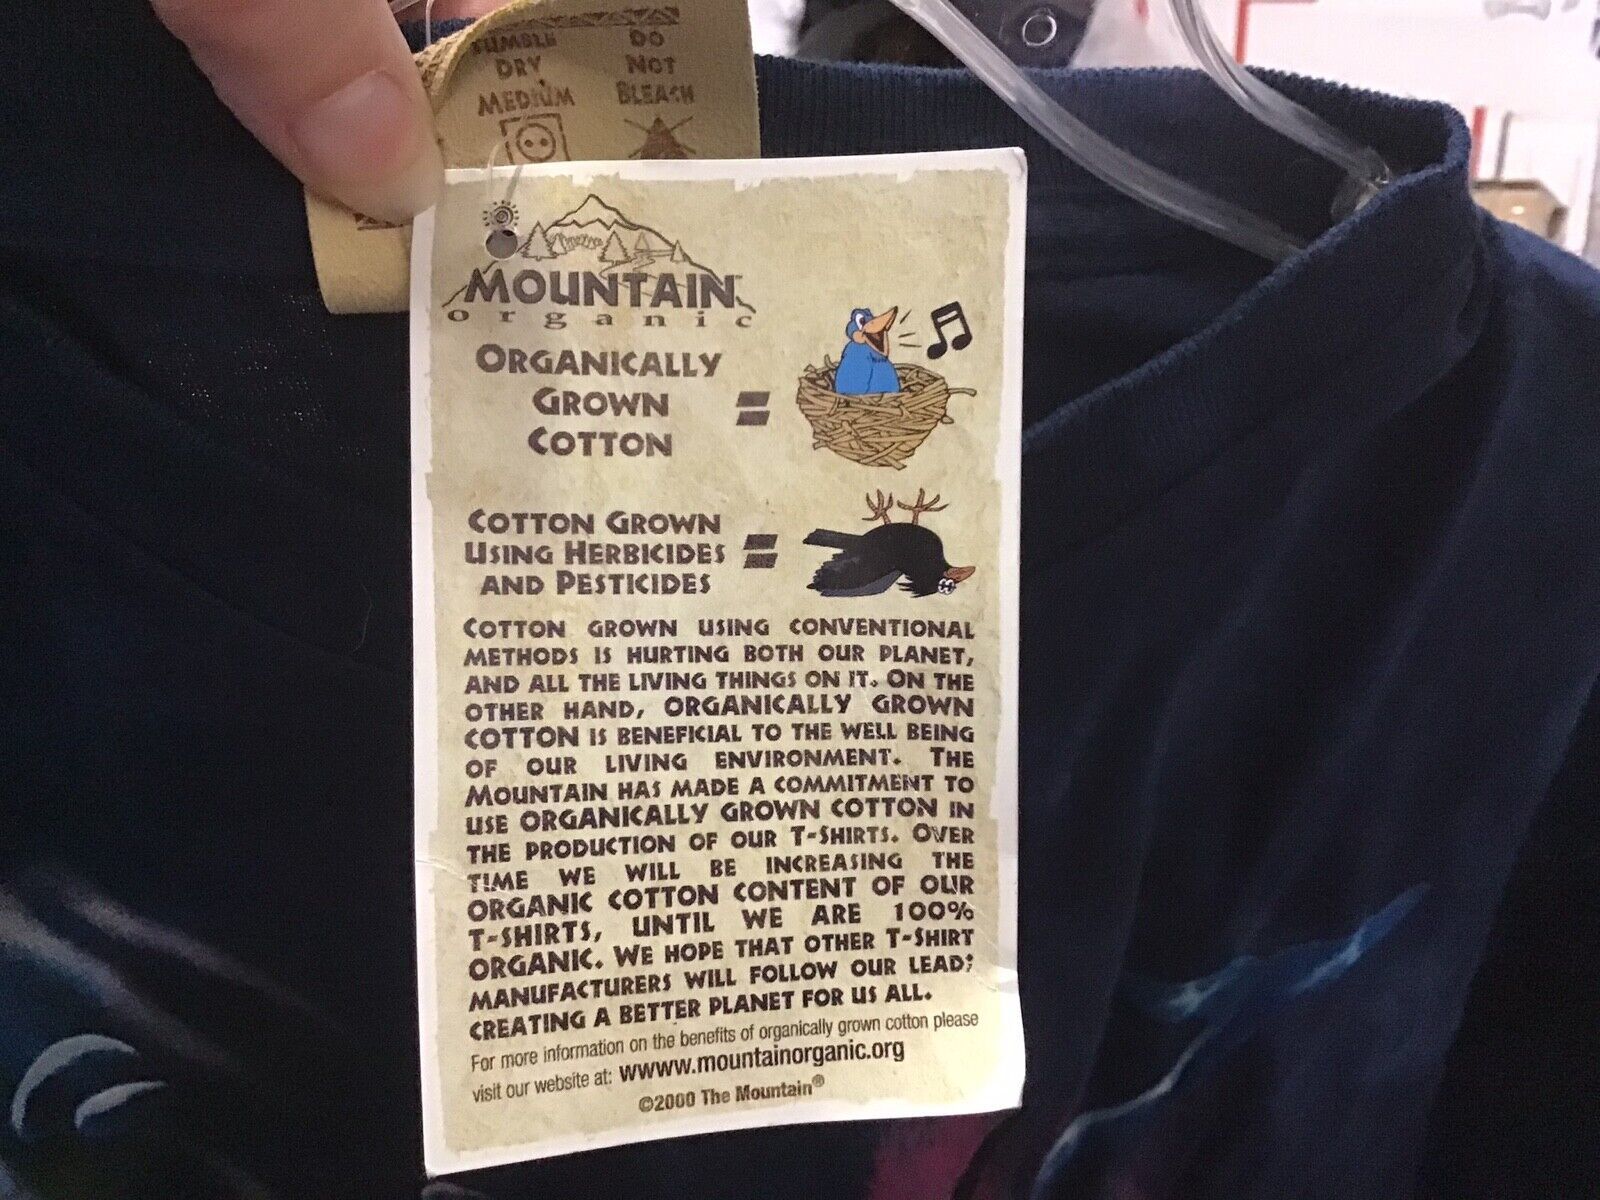 TUMBLE DRY, MEDIUM
DO NOT BLEACH
MOUNTAIN™
organic
ORGANICALLY
GROWN
COTTON
=
COTTON GROWN
USING HERBICIDES
AND PESTICIDES
=
COTTON GROWN USING CONVENTIONAL
METHODS IS HURTING BOTH OUR PLANET,
AND ALL THE LIVING THINGS ON IT. ON THE
OTHER HAND, ORGANICALLY GROWN
COTTON IS BENEFICIAL TO THE WELL BEING
OF OUR LIVING ENVIRONMENT. THE
MOUNTAIN HAS MADE A COMMITMENT TO
USE ORGANICALLY GROWN COTTON IN
THE PRODUCTION OF OUR T-SHIRTS. OVER
TIME WE WILL BE INCREASING THE
ORGANIC COTTON CONTENT OF OUR
T-SHIRTS, UNTIL WE ARE 100%
ORGANIC. WE HOPE THAT OTHER T-SHIRT
MANUFACTURERS WILL FOLLOW OUR LEAD;
CREATING A BETTER PLANET FOR US ALL.
For more information on the benefits of organically grown cotton please
visit our website at: wwww.mountainorganic.org
©2000 The Mountain®